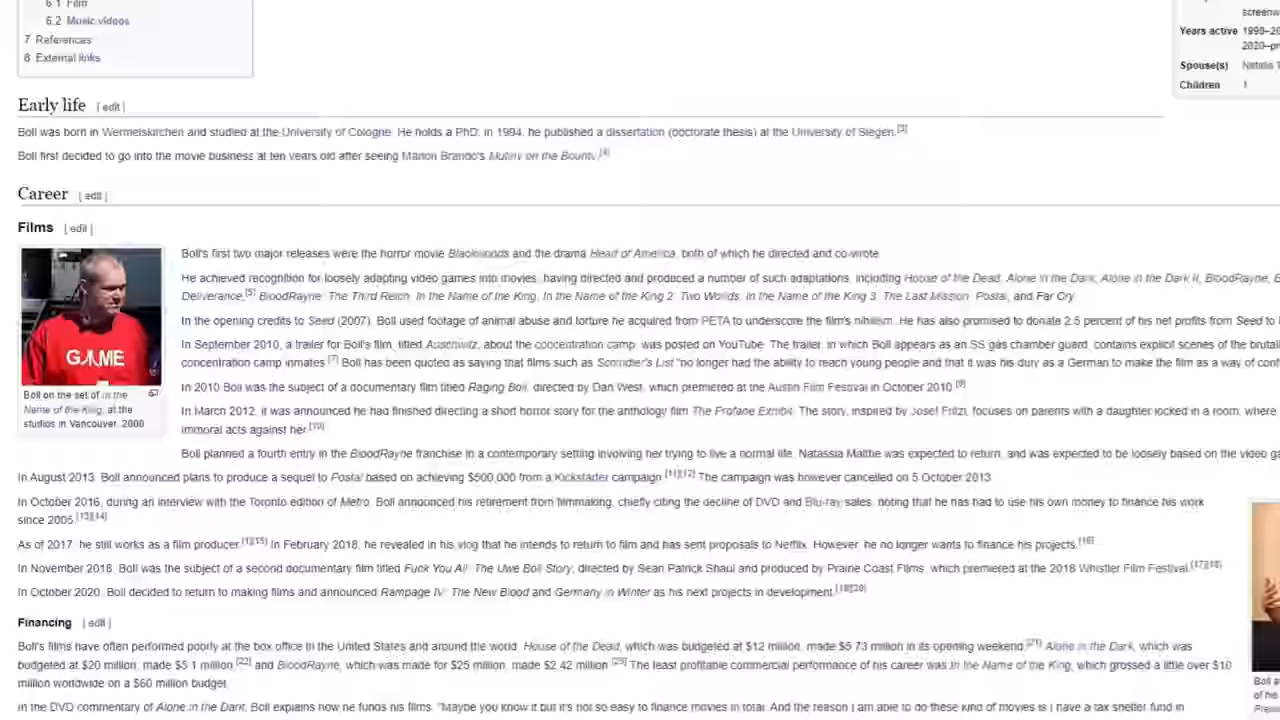 6.1 Film
6.2 Music videos
7 References
8 External links
screenw
Years active 1990–20
2020–pr
Spouse(s) Natalia T
Children 1
Early life [ edit ]
Boll was born in Wermelskirchen and studied at the University of Cologne. He holds a PhD; in 1994, he published a dissertation (doctorate thesis) at the University of Siegen.[3]
Boll first decided to go into the movie business at ten years old after seeing Marlon Brando's Mutiny on the Bounty.[4]
Career [ edit ]
Films [ edit ]
Boll on the set of In the
Name of the King, at the
studios in Vancouver, 2000
Boll's first two major releases were the horror movie Blackwoods and the drama Head of America, both of which he directed and co-wrote
He achieved recognition for loosely adapting video games into movies, having directed and produced a number of such adaptations, including House of the Dead, Alone in the Dark, Alone in the Dark II, BloodRayne, B
Deliverance,[5] BloodRayne: The Third Reich, In the Name of the King, In the Name of the King 2: Two Worlds, In the Name of the King 3: The Last Mission, Postal, and Far Cry
In the opening credits to Seed (2007), Boll used footage of animal abuse and torture he acquired from PETA to underscore the film's nihilism. He has also promised to donate 2.5 percent of his net profits from Seed to
In September 2010, a trailer for Boll's film, titled Auschwitz, about the concentration camp, was posted on YouTube. The trailer, in which Boll appears as an SS gas chamber guard, contains explicit scenes of the brutali
concentration camp inmates.[7] Boll has been quoted as saying that films such as Schindler's List "no longer had the ability to reach young people and that it was his duty as a German to make the film as a way of conf
In 2010 Boll was the subject of a documentary film titled Raging Boll, directed by Dan West, which premiered at the Austin Film Festival in October 2010.[8]
In March 2012, it was announced he had finished directing a short horror story for the anthology film The Profane Exhibit. The story, inspired by Josef Fritzl, focuses on parents with a daughter locked in a room, where
immoral acts against her.[10]
Boll planned a fourth entry in the BloodRayne franchise in a contemporary setting involving her trying to live a normal life. Natassia Malthe was expected to return, and was expected to be loosely based on the video ga
In August 2013, Boll announced plans to produce a sequel to Postal based on achieving $500,000 from a Kickstarter campaign.[11][12] The campaign was however cancelled on 5 October 2013
In October 2016, during an interview with the Toronto edition of Metro, Boll announced his retirement from filmmaking, chiefly citing the decline of DVD and Blu-ray sales, noting that he has had to use his own money to finance his work
since 2005.[13][14]
As of 2017, he still works as a film producer.[1][15] In February 2018, he revealed in his vlog that he intends to return to film and has sent proposals to Netflix. However, he no longer wants to finance his projects.[16]
In November 2018, Boll was the subject of a second documentary film titled Fuck You All: The Uwe Boll Story, directed by Sean Patrick Shaul and produced by Prairie Coast Films, which premiered at the 2018 Whistler Film Festival.[17][18]
In October 2020, Boll decided to return to making films and announced Rampage IV: The New Blood and Germany in Winter as his next projects in development.[19][20]
Financing [ edit ]
Boll's films have often performed poorly at the box office in the United States and around the world. House of the Dead, which was budgeted at $12 million, made $5.73 million in its opening weekend,[21] Alone in the Dark, which was
budgeted at $20 million, made $5.1 million,[22] and BloodRayne, which was made for $25 million, made $2.42 million.[23] The least profitable commercial performance of his career was In the Name of the King, which grossed a little over $10
million worldwide on a $60 million budget.
In the DVD commentary of Alone in the Dark, Boll explains how he funds his films: "Maybe you know it but it's not so easy to finance movies in total. And the reason I am able to do these kind of movies is I have a tax shelter fund in
GAME
Boll a
of he